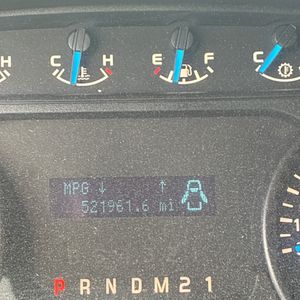 H C H E F C
MPG ↓ ↑
521961.6 mi
P R N D M 2 1